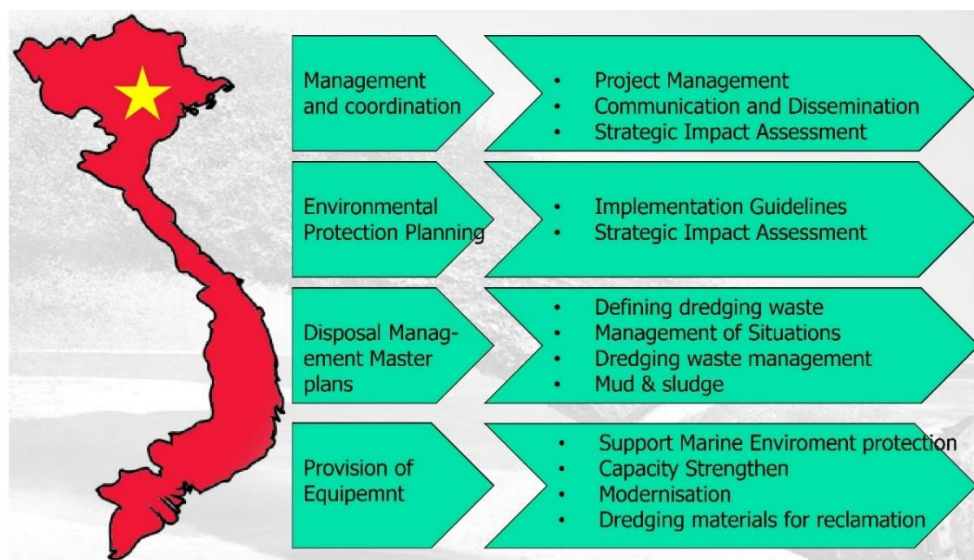 Management
and coordination
• Project Management
• Communication and Dissemination
• Strategic Impact Assessment
Environmental
Protection Planning
• Implementation Guidelines
• Strategic Impact Assessment
Disposal Manag-
ement Master
plans
• Defining dredging waste
• Management of Situations
• Dredging waste management
• Mud & sludge
Provision of
Equipemnt
• Support Marine Enviroment protection
• Capacity Strengthen
• Modernisation
• Dredging materials for reclamation